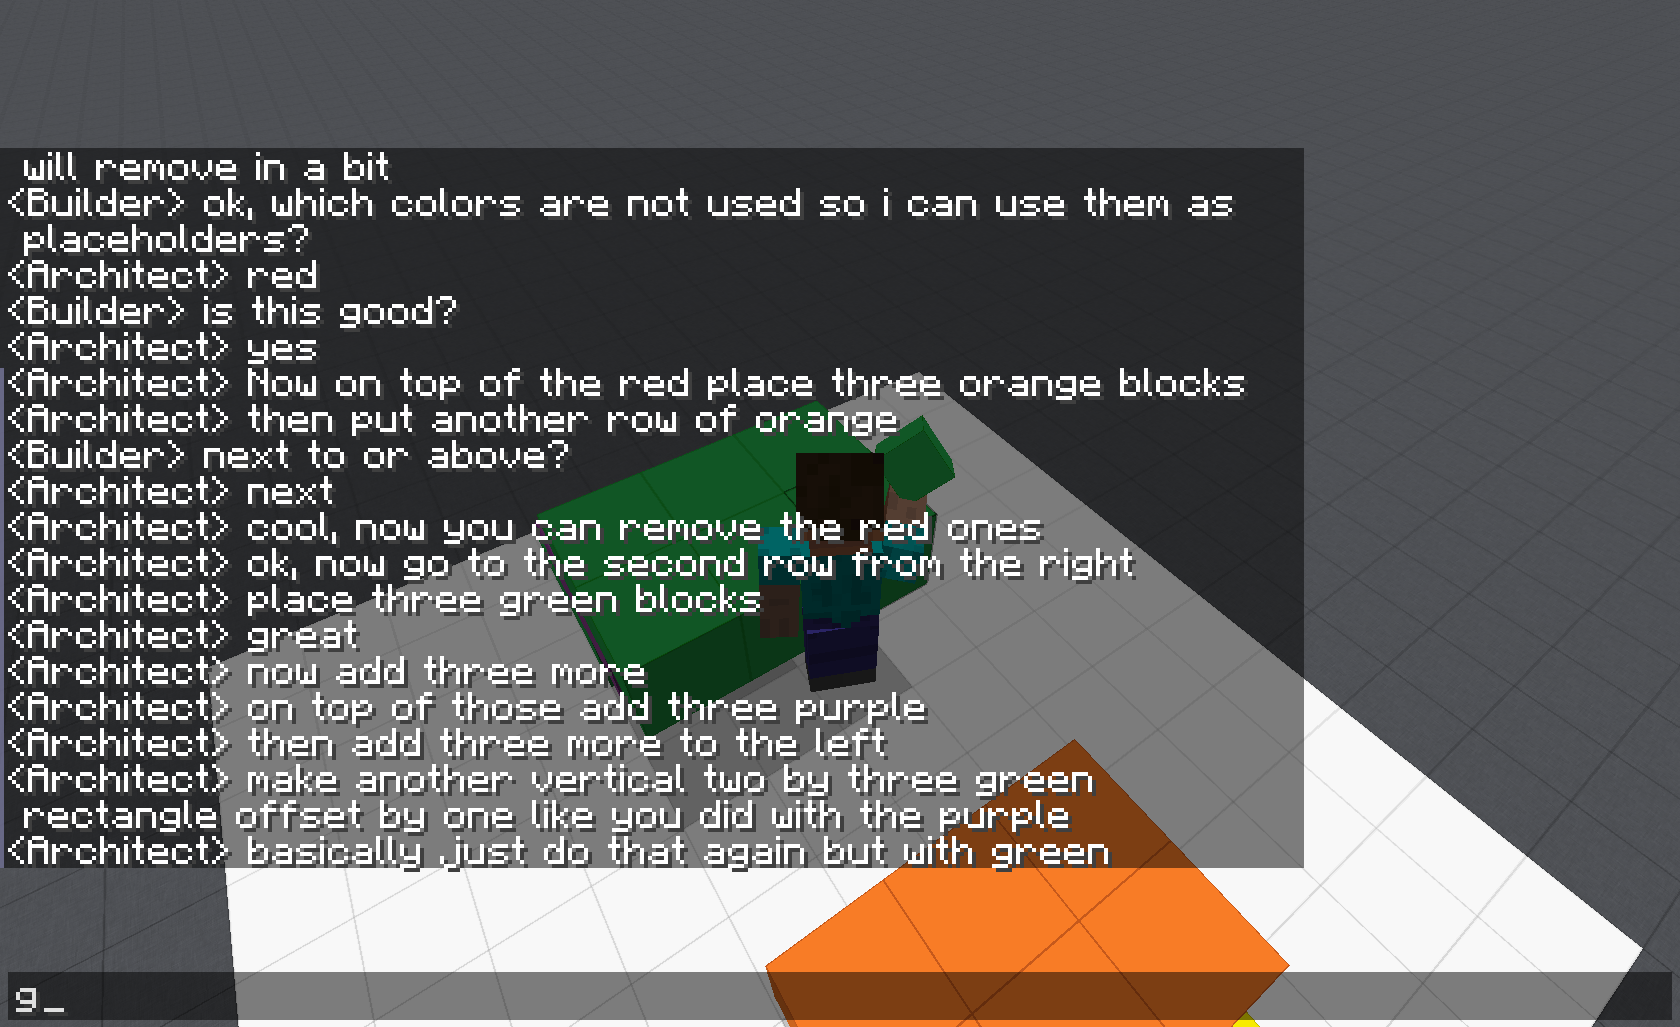 will remove in a bit
<Builder> ok, which colors are not used so i can use them as
placeholders?
<Architect> red
<Builder> is this good?
<Architect> yes
<Architect> Now on top of the red place three orange blocks
<Architect> then put another row of orange
<Builder> next to or above?
<Architect> next
<Architect> cool, now you can remove the red ones
<Architect> ok, now go to the second row from the right
<Architect> place three green blocks
<Architect> great
<Architect> now add three more
<Architect> on top of those add three purple
<Architect> then add three more to the left
<Architect> make another vertical two by three green
rectangle offset by one like you did with the purple
<Architect> basically just do that again but with green
g_